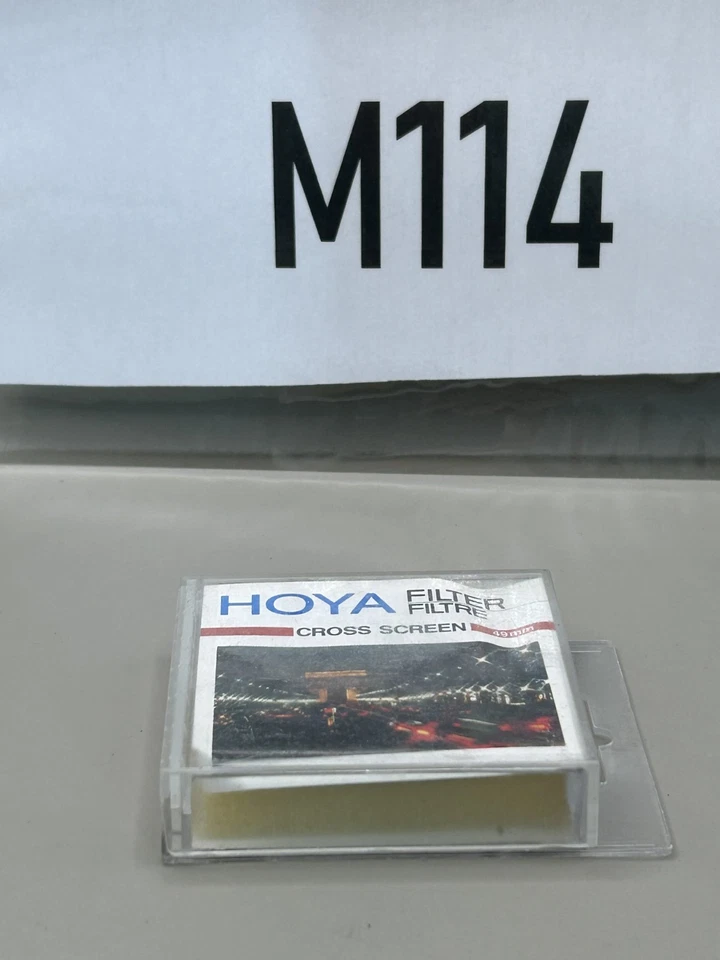 M114
HOYA FILTER
FILTRE
CROSS SCREEN 49mm